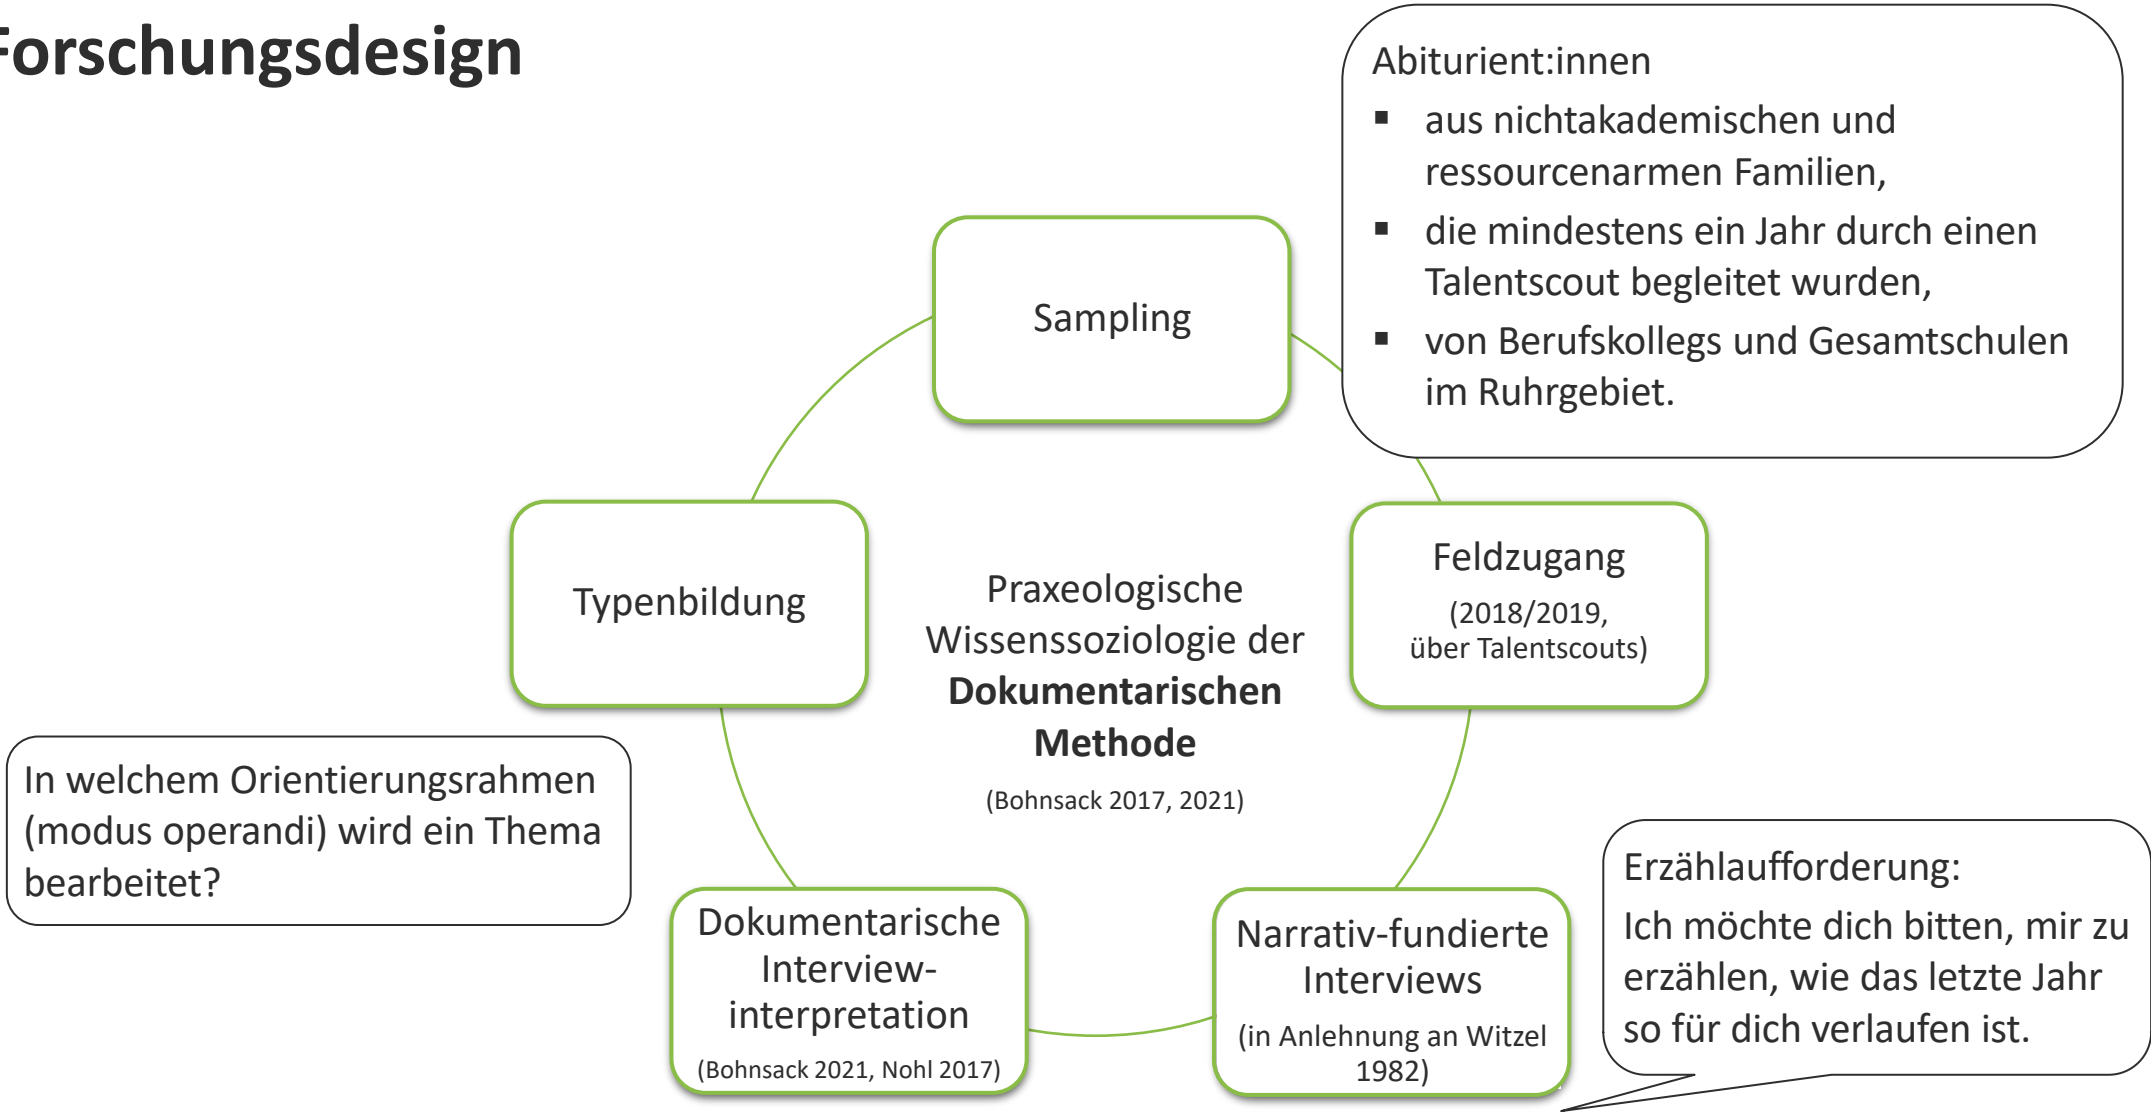 Forschungsdesign
Abiturient:innen
▪ aus nichtakademischen und
ressourcenarmen Familien,
▪ die mindestens ein Jahr durch einen
Talentscout begleitet wurden,
▪ von Berufskollegs und Gesamtschulen
im Ruhrgebiet.
Sampling
Feldzugang
(2018/2019,
über Talentscouts)
Typenbildung
Praxeologische
Wissenssoziologie der
Dokumentarischen
Methode
(Bohnsack 2017, 2021)
In welchem Orientierungsrahmen
(modus operandi) wird ein Thema
bearbeitet?
Dokumentarische
Interview-
interpretation
(Bohnsack 2021, Nohl 2017)
Narrativ-fundierte
Interviews
(in Anlehnung an Witzel
1982)
Erzählaufforderung:
Ich möchte dich bitten, mir zu
erzählen, wie das letzte Jahr
so für dich verlaufen ist.